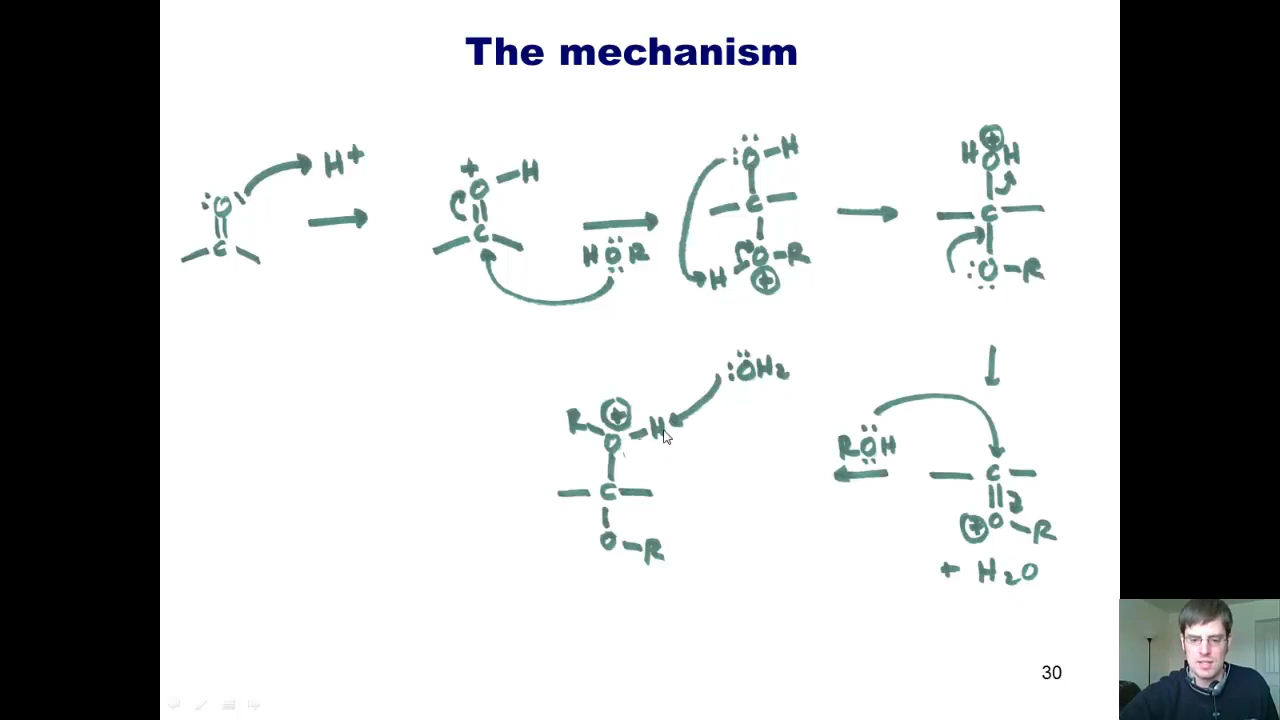 The mechanism
:O: H+
C
+
O-H
C
HÖR
:Ö-H
C
H O-R
+
+
H O H
C
:O-R
:ÖH2
R + H
O
C
O-R
RÖH
C
+ O-R
+ H2O
30